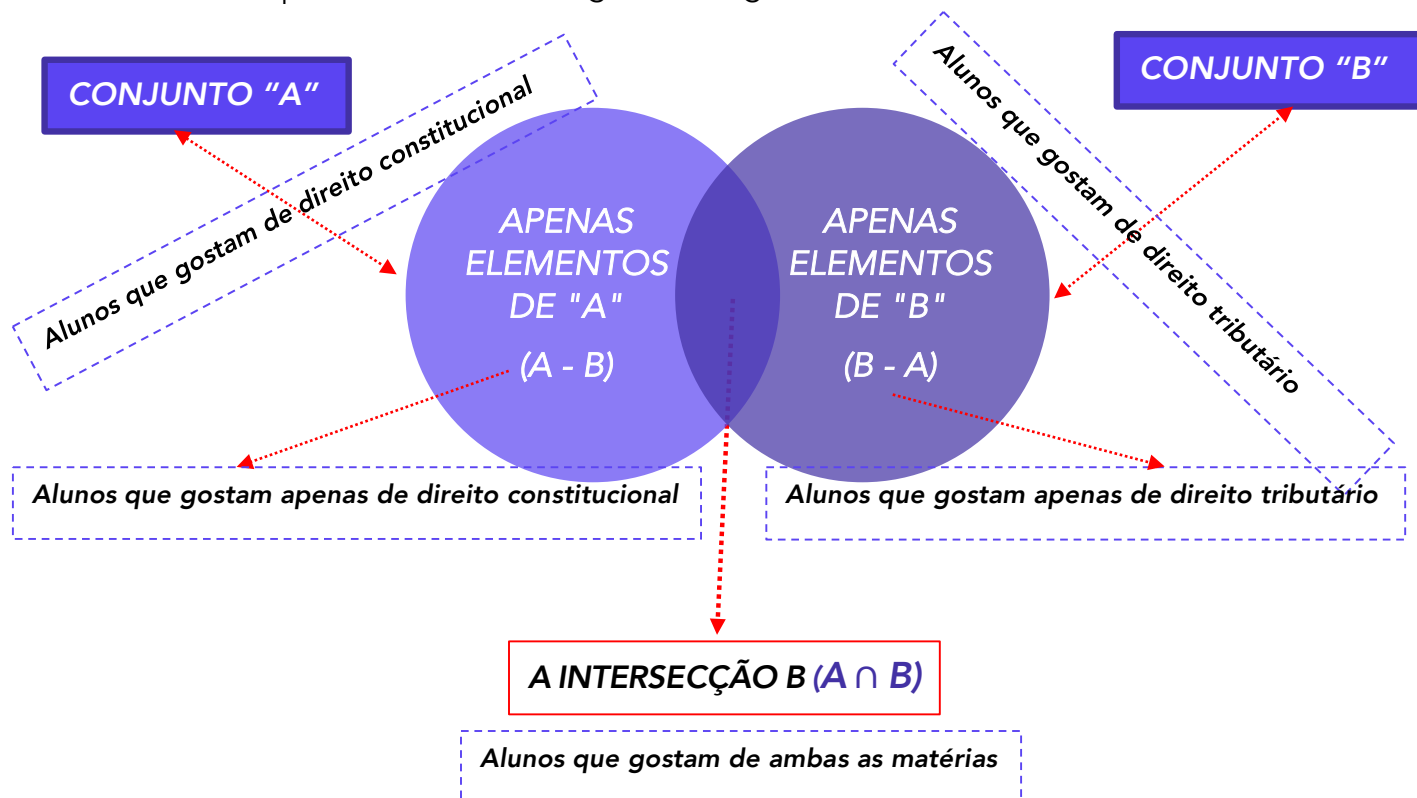 CONJUNTO “A”
CONJUNTO “B”
Alunos que gostam de direito constitucional
Alunos que gostam de direito tributário
APENAS
ELEMENTOS
DE "A"
(A - B)
APENAS
ELEMENTOS
DE "B"
(B - A)
Alunos que gostam apenas de direito constitucional
Alunos que gostam apenas de direito tributário
A INTERSECÇÃO B (A ∩ B)
Alunos que gostam de ambas as matérias